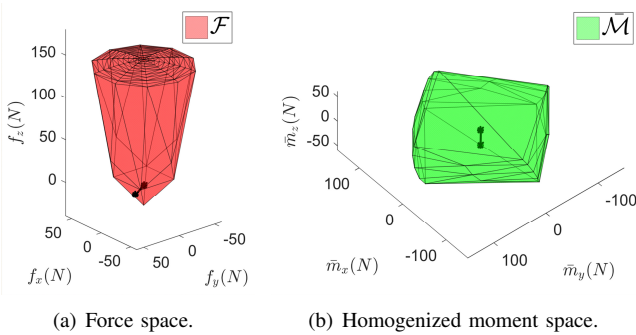 𝓕
150
100
50
0
f_z(N)
50
0
-50
f_x(N)
50
0
-50
f_y(N)
(a) Force space.
𝓜̄
50
0
-50
m̄_z(N)
100
0
-100
m̄_x(N)
100
0
-100
m̄_y(N)
(b) Homogenized moment space.